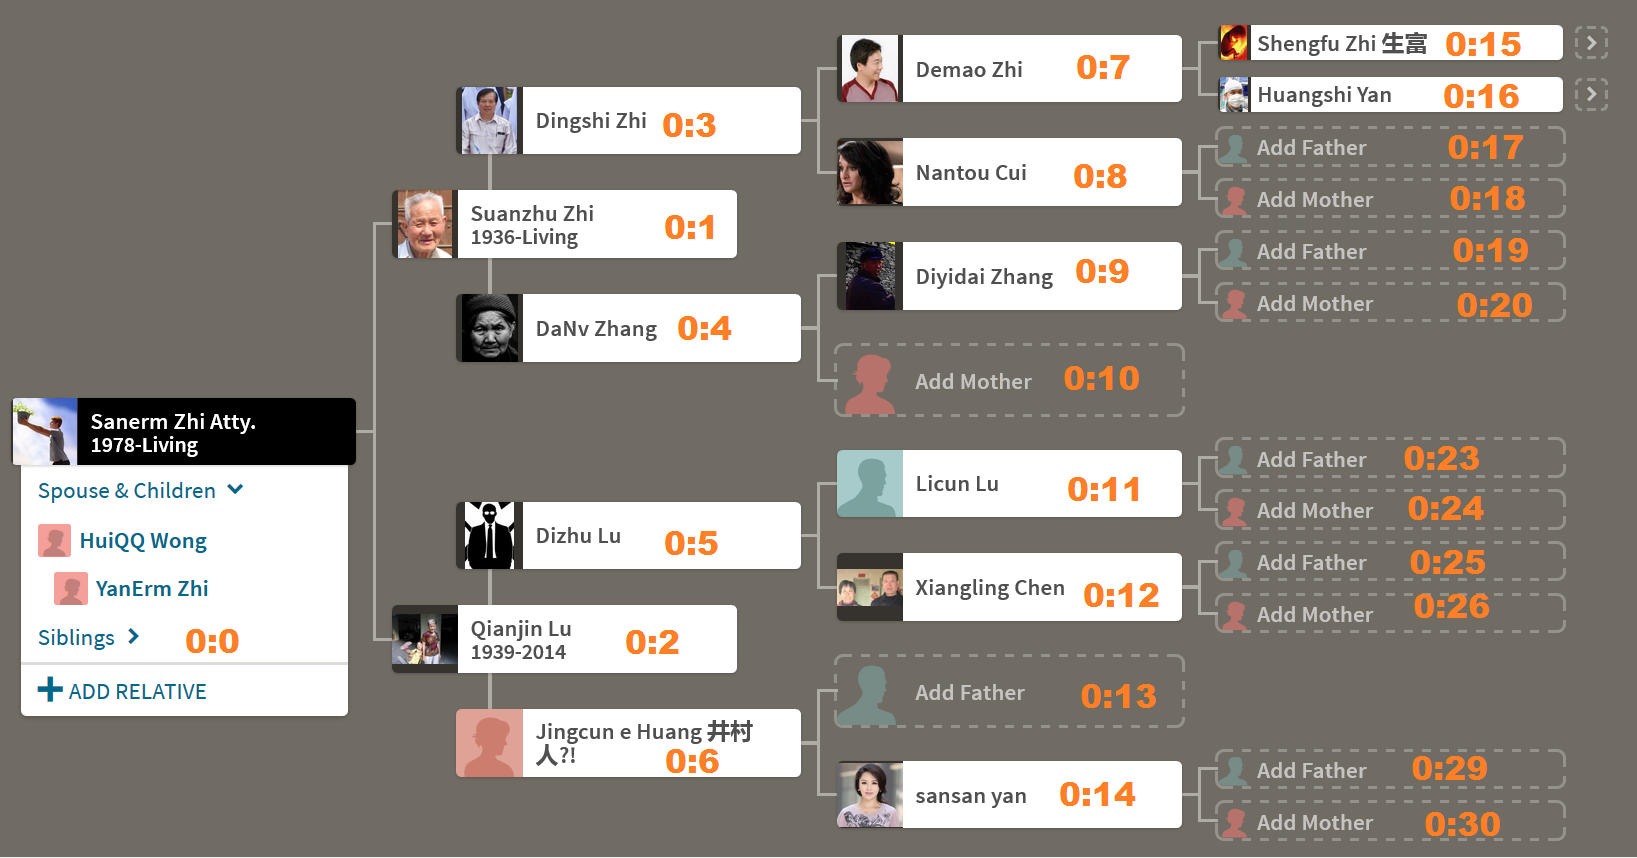 Sanerm Zhi Atty.
1978-Living
Spouse & Children
HuiQQ Wong
YanErm Zhi
Siblings
0:0
ADD RELATIVE
Dingshi Zhi
0:3
Suanzhu Zhi
1936-Living
0:1
DaNv Zhang
0:4
Dizhu Lu
0:5
Qianjin Lu
1939-2014
0:2
Jingcun e Huang 井村
人?!
0:6
Demao Zhi
0:7
Nantou Cui
0:8
Diyidai Zhang
0:9
Add Mother
0:10
Licun Lu
0:11
Xiangling Chen
0:12
Add Father
0:13
sansan yan
0:14
Shengfu Zhi 生富
0:15
Huangshi Yan
0:16
Add Father
0:17
Add Mother
0:18
Add Father
0:19
Add Mother
0:20
Add Father
0:23
Add Mother
0:24
Add Father
0:25
Add Mother
0:26
Add Father
0:29
Add Mother
0:30